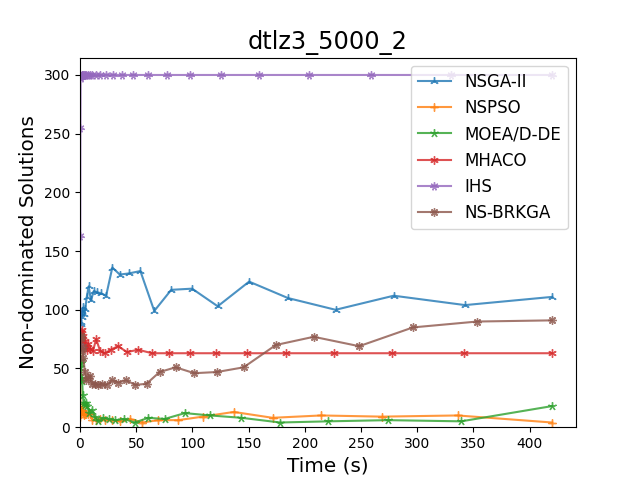 dtlz3_5000_2
Non-dominated Solutions
300
250
200
150
100
50
0
NSGA-II
NSPSO
MOEA/D-DE
MHACO
IHS
NS-BRKGA
0 50 100 150 200 250 300 350 400
Time (s)